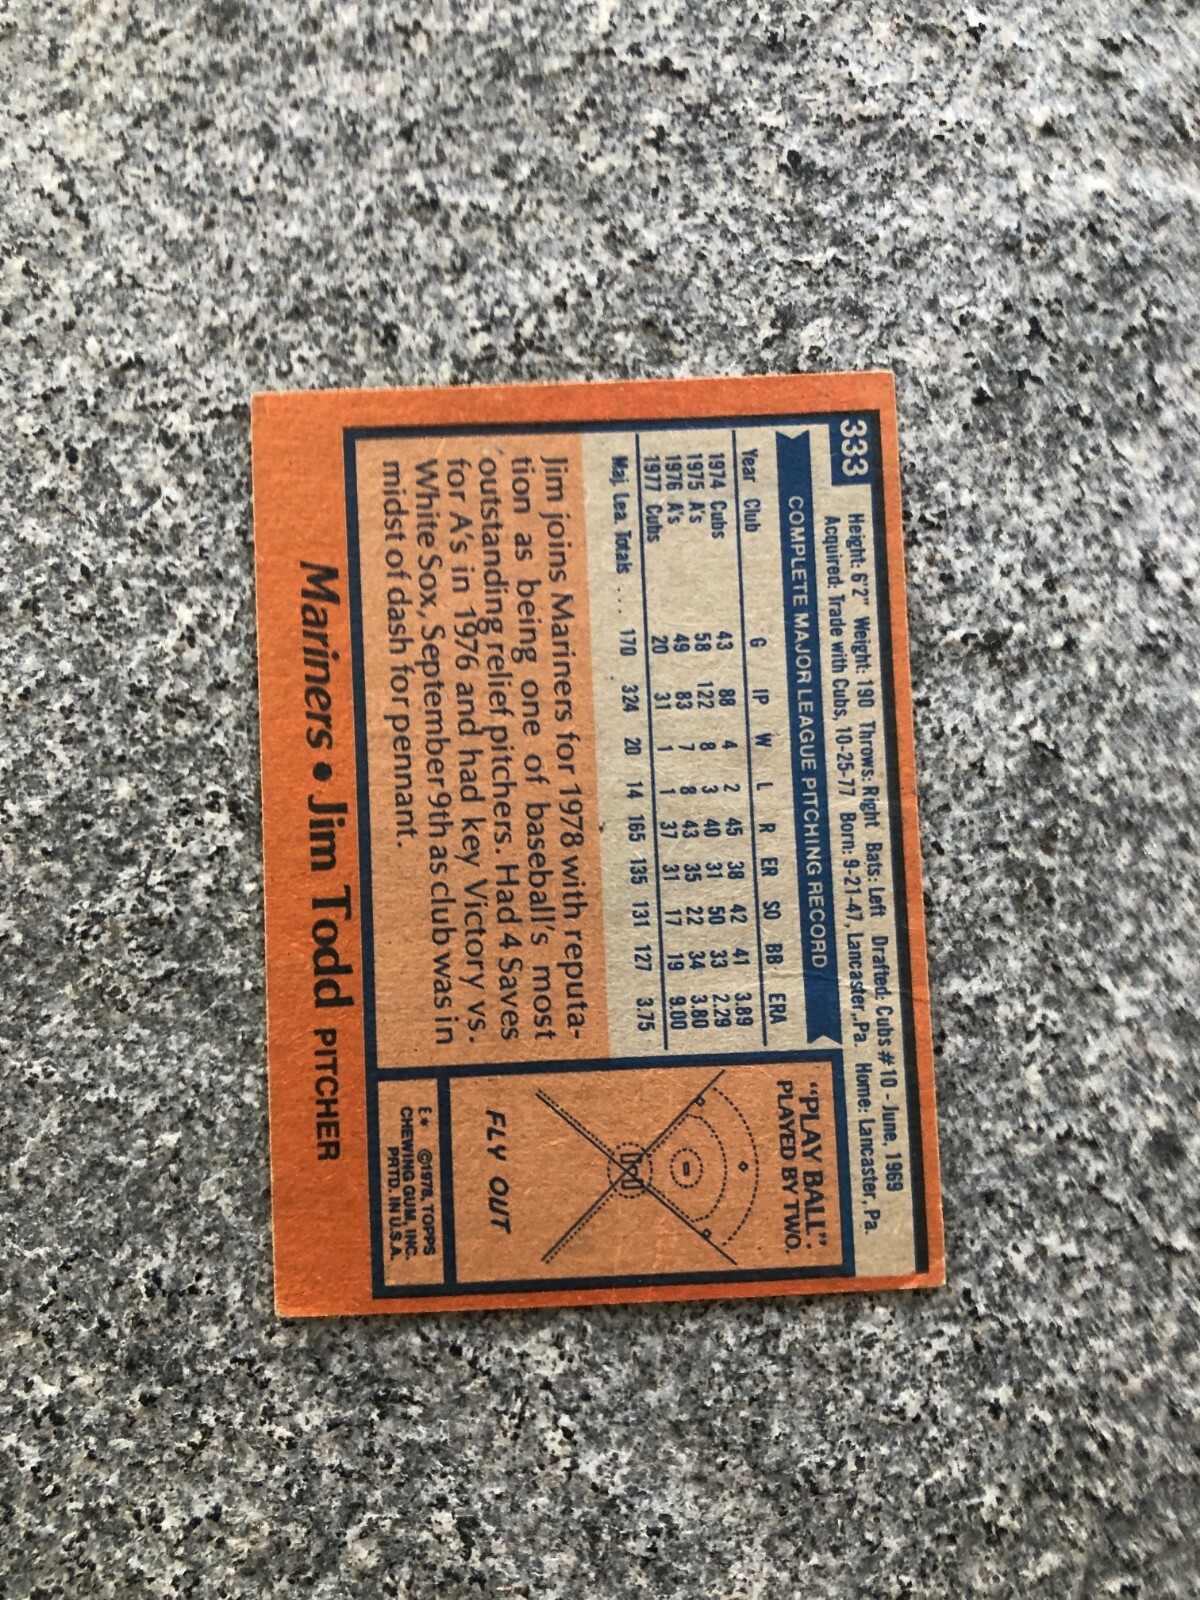 333
Height: 6'2" Weight: 190 Throws: Right Bats: Left Drafted: Cubs #10 - June, 1969
Acquired: Trade with Cubs, 10-25-77 Born: 9-21-47, Lancaster, Pa. Home: Lancaster, Pa.
COMPLETE MAJOR LEAGUE PITCHING RECORD
Year Club G IP W L R ER SO BB ERA
1974 Cubs 43 88 4 2 45 38 42 41 3.89
1975 A's 58 122 8 3 40 31 50 33 2.29
1976 A's 49 83 7 8 43 35 22 34 3.80
1977 Cubs 20 31 1 1 37 31 17 19 9.00
Maj. Lea. Totals ... 170 324 20 14 165 135 131 127 3.75
Jim joins Mariners for 1978 with reputa-
tion as being one of baseball's most
outstanding relief pitchers. Had 4 Saves
for A's in 1976 and had key Victory vs.
White Sox, September 9th as club was in
midst of dash for pennant.
"PLAY BALL".
PLAYED BY TWO.
FLY OUT
E* ©1978, TOPPS
CHEWING GUM, INC.
PRTD. IN U.S.A.
Mariners • Jim Todd PITCHER